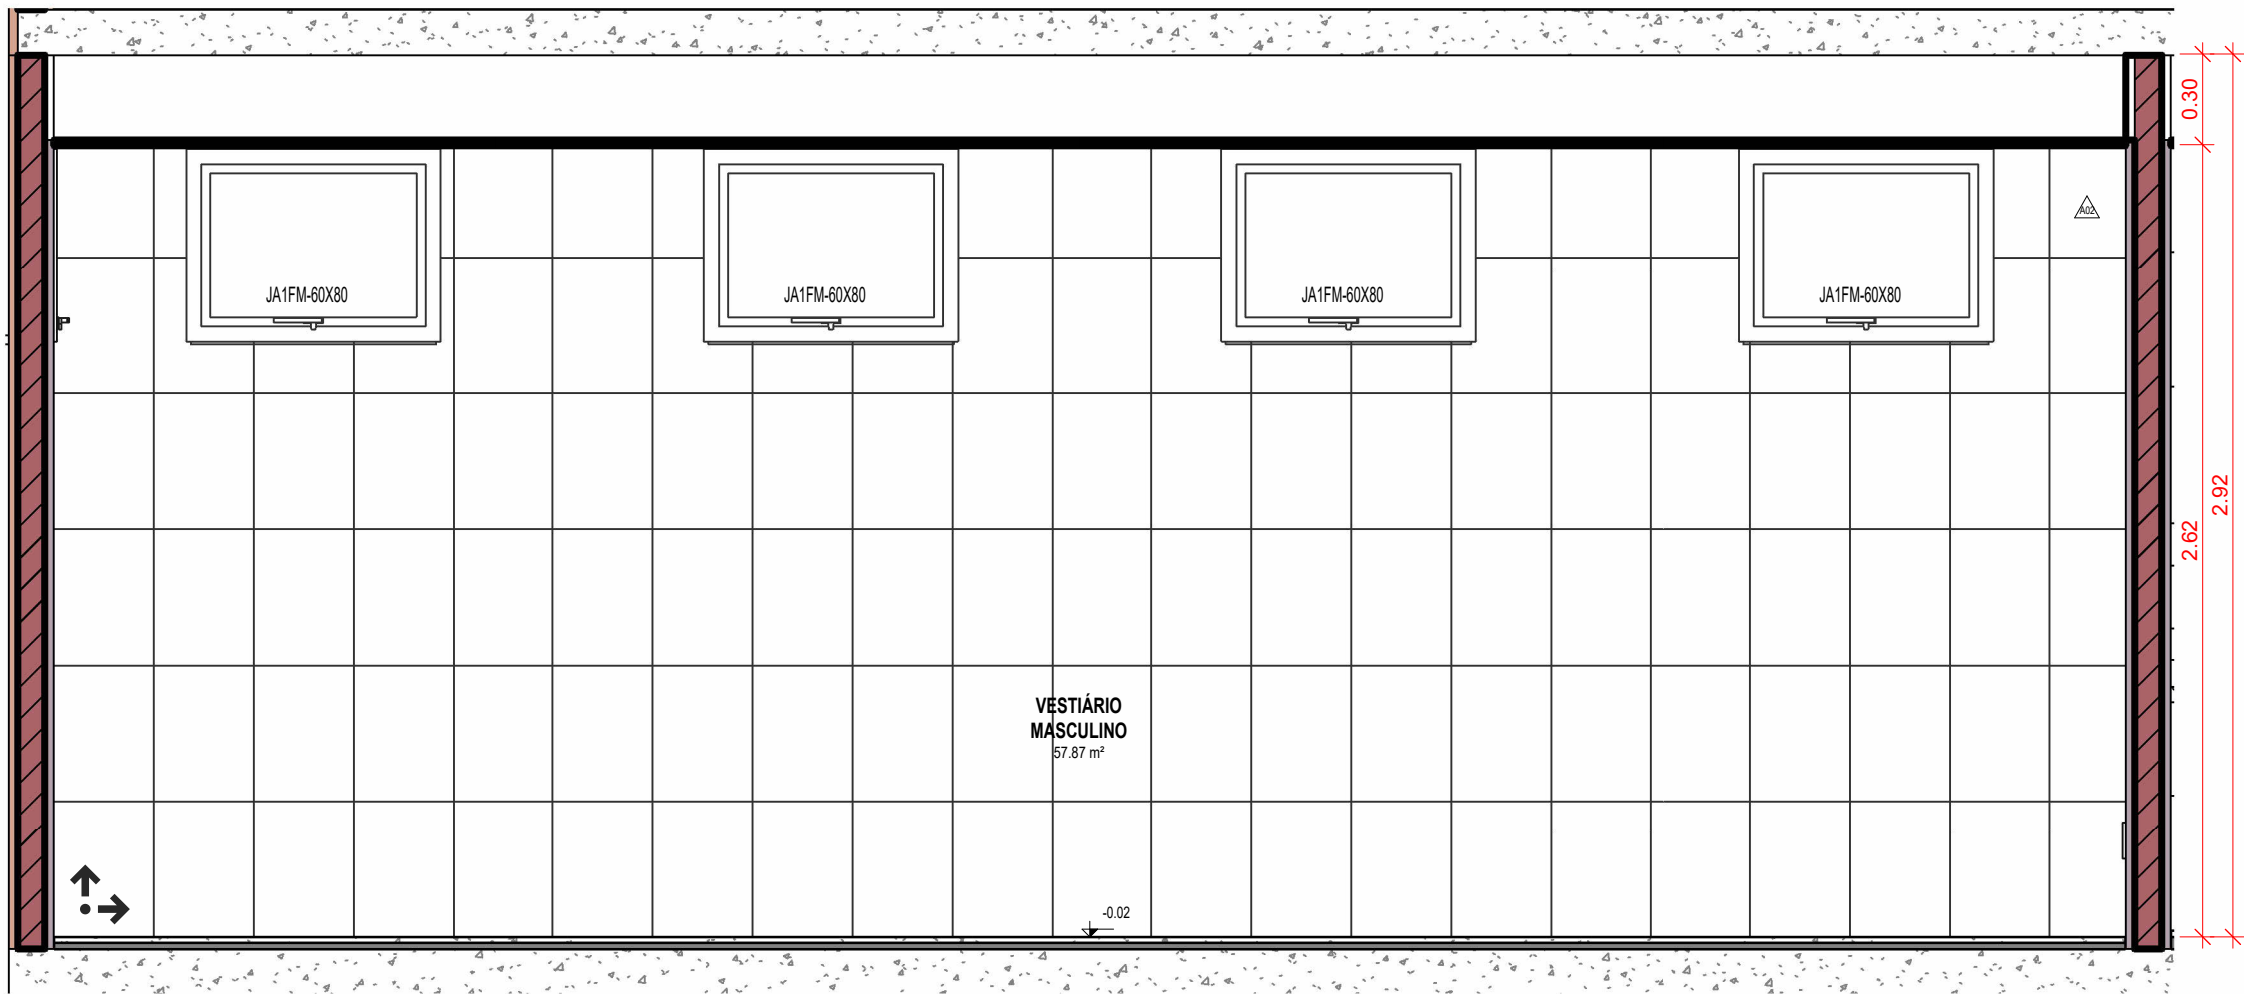 0.30
A02
JA1FM-60X80
JA1FM-60X80
JA1FM-60X80
JA1FM-60X80
2.92
2.62
VESTIÁRIO
MASCULINO
57.87 m²
-0.02